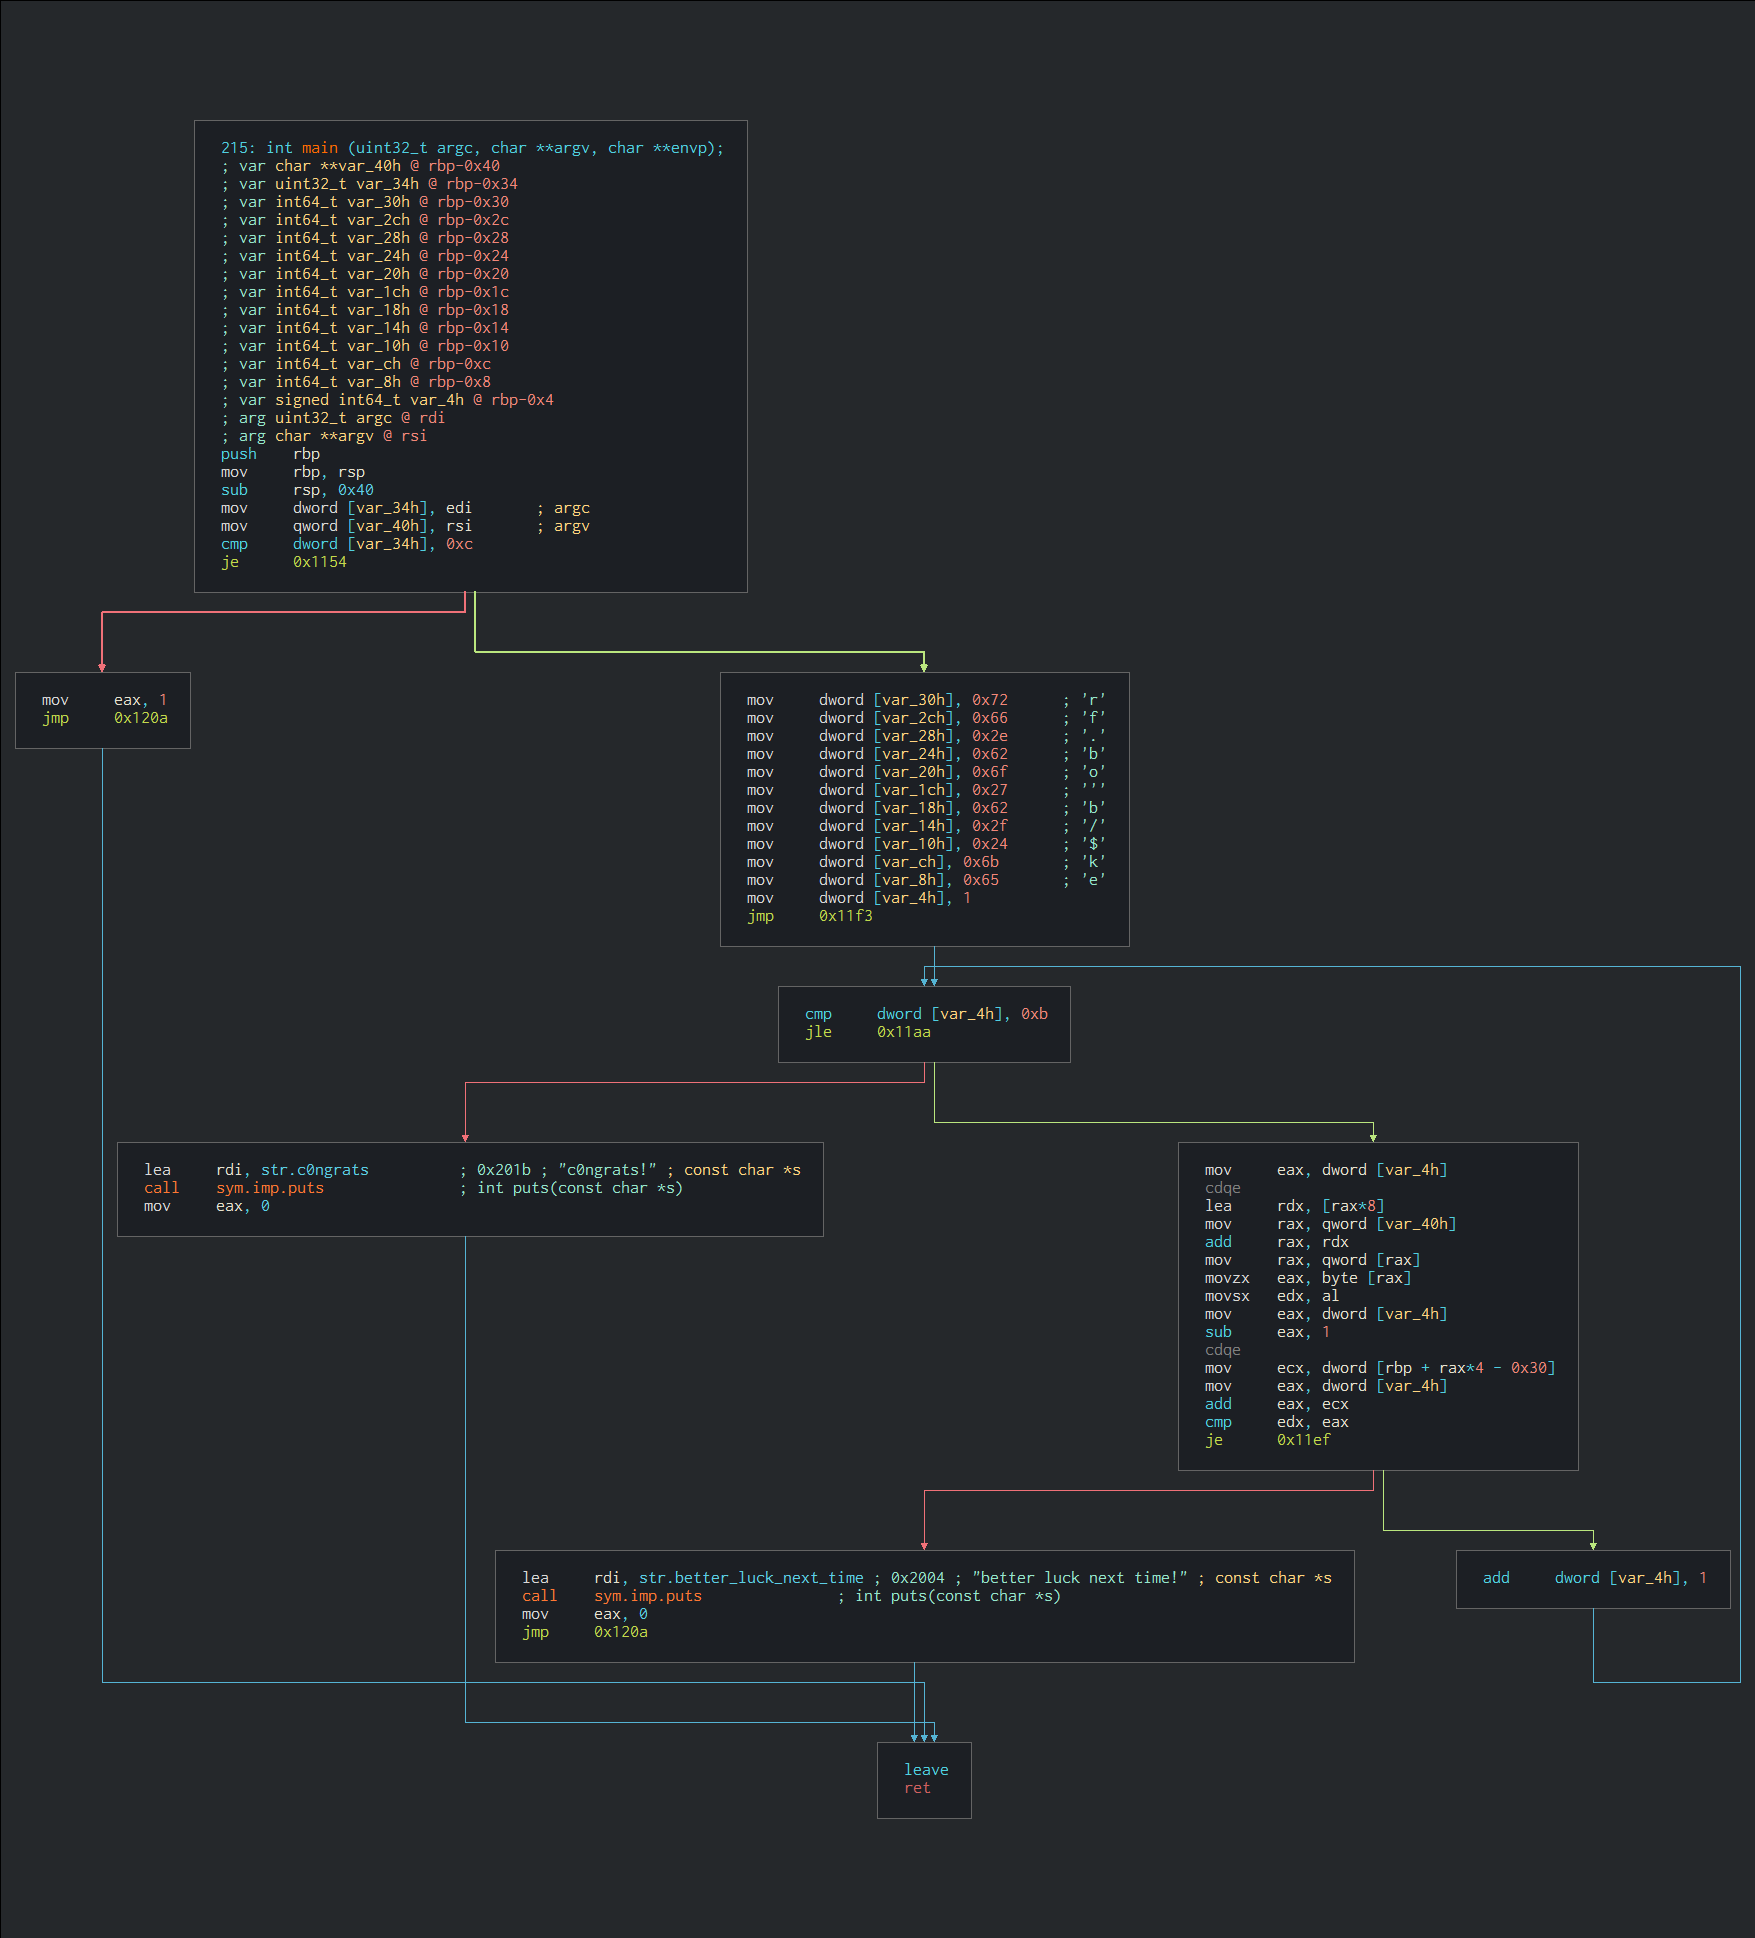 215: int main (uint32_t argc, char **argv, char **envp);
; var char **var_40h @ rbp-0x40
; var uint32_t var_34h @ rbp-0x34
; var int64_t var_30h @ rbp-0x30
; var int64_t var_2ch @ rbp-0x2c
; var int64_t var_28h @ rbp-0x28
; var int64_t var_24h @ rbp-0x24
; var int64_t var_20h @ rbp-0x20
; var int64_t var_1ch @ rbp-0x1c
; var int64_t var_18h @ rbp-0x18
; var int64_t var_14h @ rbp-0x14
; var int64_t var_10h @ rbp-0x10
; var int64_t var_ch @ rbp-0xc
; var int64_t var_8h @ rbp-0x8
; var signed int64_t var_4h @ rbp-0x4
; arg uint32_t argc @ rdi
; arg char **argv @ rsi
push rbp
mov rbp, rsp
sub rsp, 0x40
mov dword [var_34h], edi ; argc
mov qword [var_40h], rsi ; argv
cmp dword [var_34h], 0xc
je 0x1154
mov eax, 1
jmp 0x120a
mov dword [var_30h], 0x72 ; 'r'
mov dword [var_2ch], 0x66 ; 'f'
mov dword [var_28h], 0x2e ; '.'
mov dword [var_24h], 0x62 ; 'b'
mov dword [var_20h], 0x6f ; 'o'
mov dword [var_1ch], 0x27 ; '''
mov dword [var_18h], 0x62 ; 'b'
mov dword [var_14h], 0x2f ; '/'
mov dword [var_10h], 0x24 ; '$'
mov dword [var_ch], 0x6b ; 'k'
mov dword [var_8h], 0x65 ; 'e'
mov dword [var_4h], 1
jmp 0x11f3
cmp dword [var_4h], 0xb
jle 0x11aa
lea rdi, str.c0ngrats ; 0x201b ; "c0ngrats!" ; const char *s
call sym.imp.puts ; int puts(const char *s)
mov eax, 0
mov eax, dword [var_4h]
cdqe
lea rdx, [rax*8]
mov rax, qword [var_40h]
add rax, rdx
mov rax, qword [rax]
movzx eax, byte [rax]
movsx edx, al
mov eax, dword [var_4h]
sub eax, 1
cdqe
mov ecx, dword [rbp + rax*4 - 0x30]
mov eax, dword [var_4h]
add eax, ecx
cmp edx, eax
je 0x11ef
lea rdi, str.better_luck_next_time ; 0x2004 ; "better luck next time!" ; const char *s
call sym.imp.puts ; int puts(const char *s)
mov eax, 0
jmp 0x120a
add dword [var_4h], 1
leave
ret